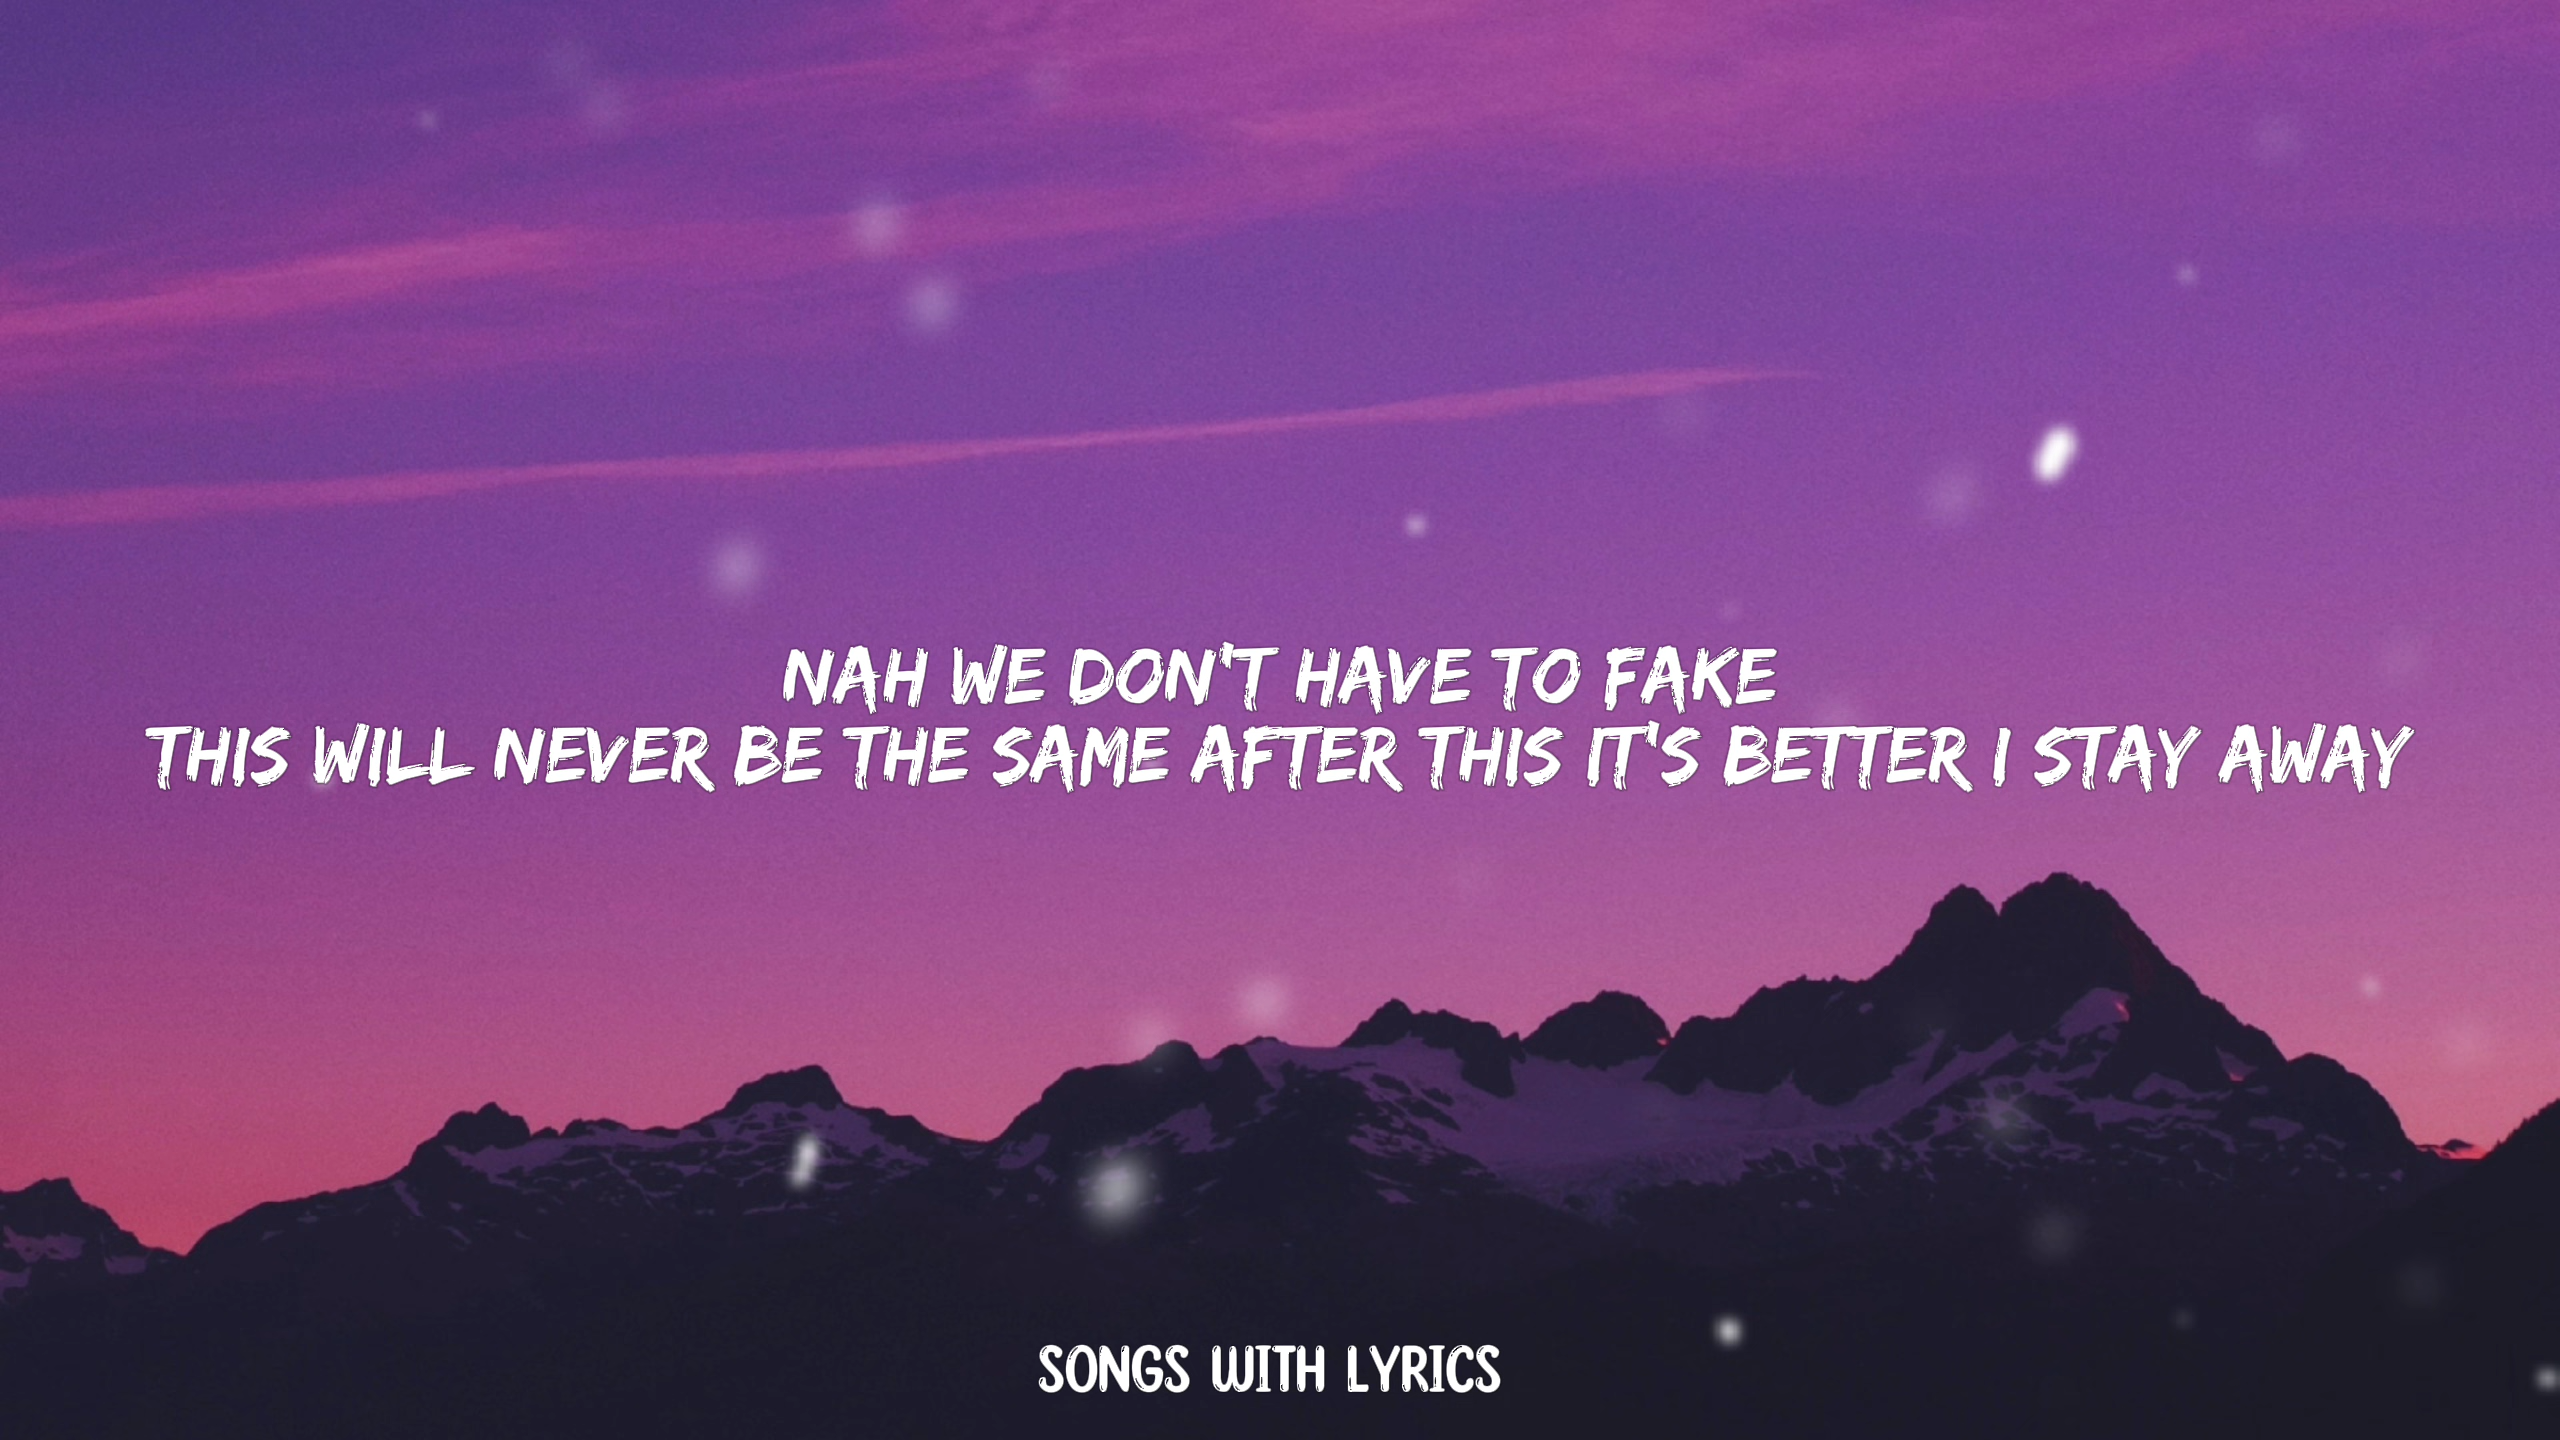 NAH WE DON'T HAVE TO FAKE
THIS WILL NEVER BE THE SAME AFTER THIS IT'S BETTER I STAY AWAY
SONGS WITH LYRICS